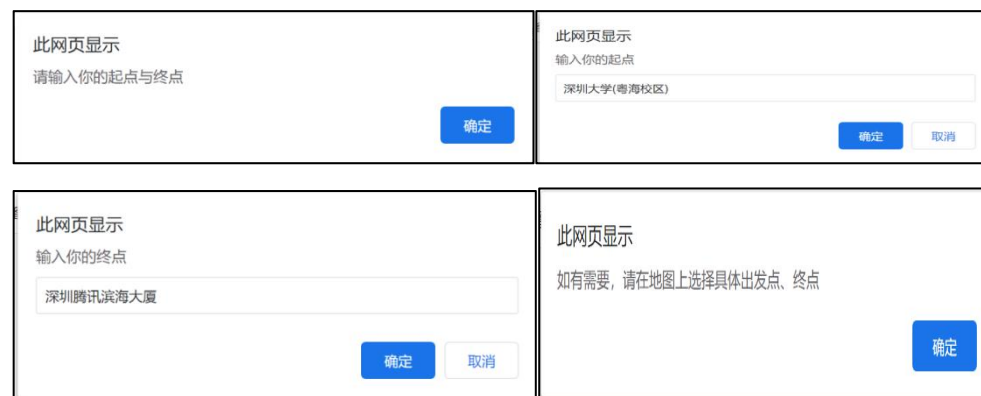 此网页显示
请输入你的起点与终点
确定
此网页显示
输入你的起点
深圳大学(粤海校区)
确定 取消
此网页显示
输入你的终点
深圳腾讯滨海大厦
确定 取消
此网页显示
如有需要，请在地图上选择具体出发点、终点
确定